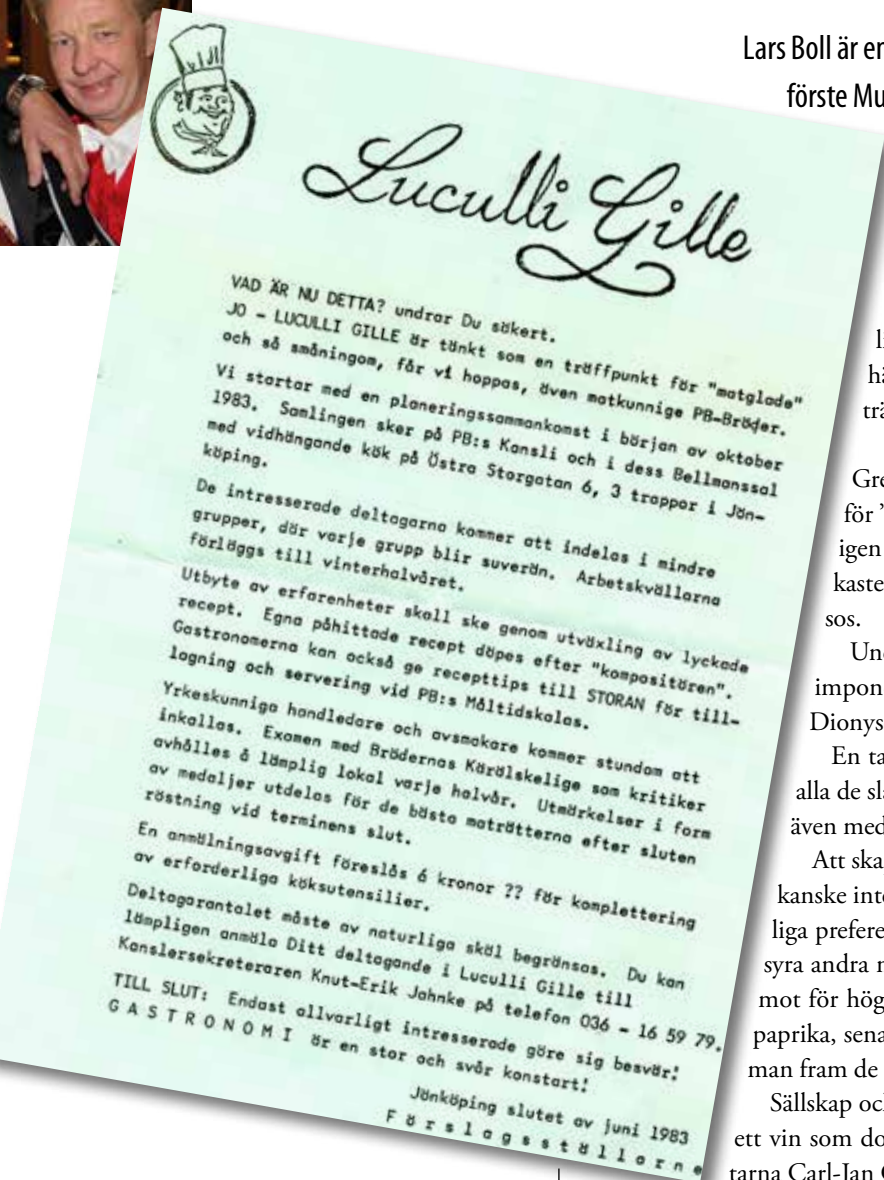 Lars Boll är en
förste Mu
Luculli Gille
VAD ÄR NU DETTA? undrar Du säkert.
JO - LUCULLI GILLE är tänkt som en träffpunkt för "matglada"
och så småningom, får vi hoppas, även matkunnige PB-Bröder.
Vi startar med en planeringssammankomst i början av oktober
1983. Samlingen sker på PB:s Kansli och i dess Bellmanssal
med vidhängande kök på Östra Storgatan 6, 3 trappor i Jön-
köping.
De intresserade deltagarna kommer att indelas i mindre
grupper, där varje grupp blir suverän. Arbetskvällarna
förläggs till vinterhalvåret.
Utbyte av erfarenheter skall ske genom utväxling av lyckade
recept. Egna påhittade recept döpes efter "kompositören".
Gastronomerna kan också ge recepttips till STORAN för till-
lagning och servering vid PB:s Måltidskalas.
Yrkeskunniga handledare och avsmakare kommer stundom att
inkallas. Examen med Brödernas Kärälskelige som kritiker
avhålles å lämplig lokal varje halvår. Utmärkelser i form
av medaljer utdelas för de bästa maträtterna efter sluten
röstning vid terminens slut.
En anmälningsavgift föreslås á kronor ?? för komplettering
av erforderliga köksutensilier.
Deltagarantalet måste av naturliga skäl begränsas. Du kan
lämpligen anmäla Ditt deltagande i Luculli Gille till
Kanslersekreteraren Knut-Erik Jahnke på telefon 036 - 16 59 79.
TILL SLUT: Endast allvarligt intresserade göre sig besvär!
G A S T R O N O M I är en stor och svår konstart!
Jönköping slutet av juni 1983
F ö r s l a g s s t ä l l a r n e
li
hä
trä
Gre
för ’
igen
kaste
sos.
Und
impon
Dionys
En ta
alla de sla
även med
Att ska
kanske inte
liga prefere
syra andra m
mot för hög
paprika, sena
man fram de
Sällskap och
ett vin som do
tarna Carl-Jan G